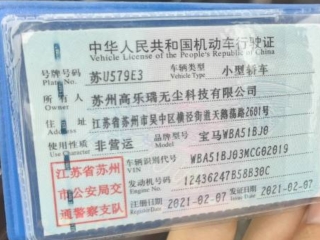 中华人民共和国机动车行驶证
Vehicle License of the People's Republic of China
号牌号码 苏U579E3 车辆类型 小型轿车
Plate No. Vehicle Type
所有人 苏州高乐瑞无尘科技有限公司
Owner
住址 江苏省苏州市吴中区横泾街道天鹅荡路2681号
Address
使用性质 非营运 品牌型号 宝马WBA51BJ0
Use Character Model
江苏省苏州市公安局交通警察支队
车辆识别代号 WBA51BJ03MCG02019
VIN
发动机号码 12436247B58B30C
Engine No.
注册日期 2021-02-07 发证日期 2021-02-07
Register Date Issue Date